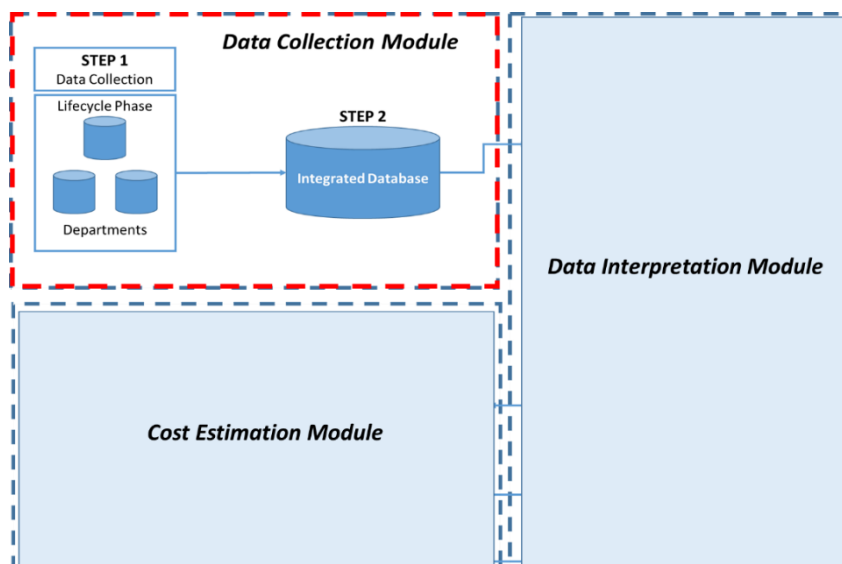 Data Collection Module
STEP 1
Data Collection
Lifecycle Phase
Departments
STEP 2
Integrated Database
Data Interpretation Module
Cost Estimation Module